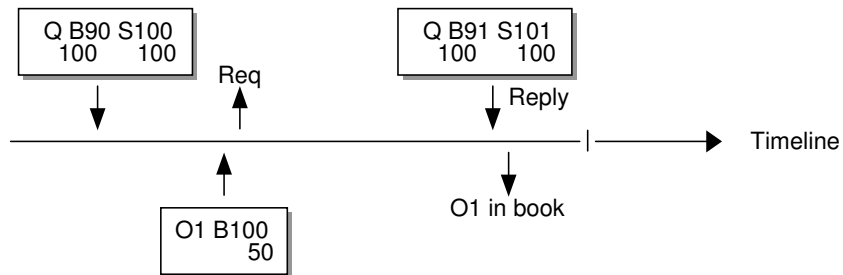 Q B90 S100
100 100
Req
Q B91 S101
100 100
Reply
Timeline
O1 in book
O1 B100
50